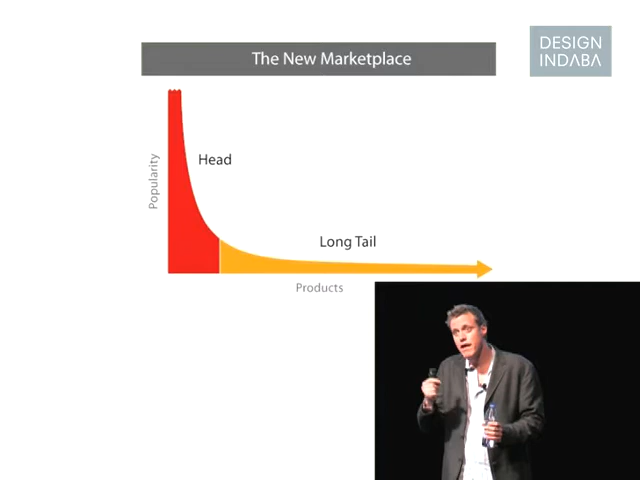 DESIGN
INDABA
The New Marketplace
Head
Popularity
Long Tail
Products